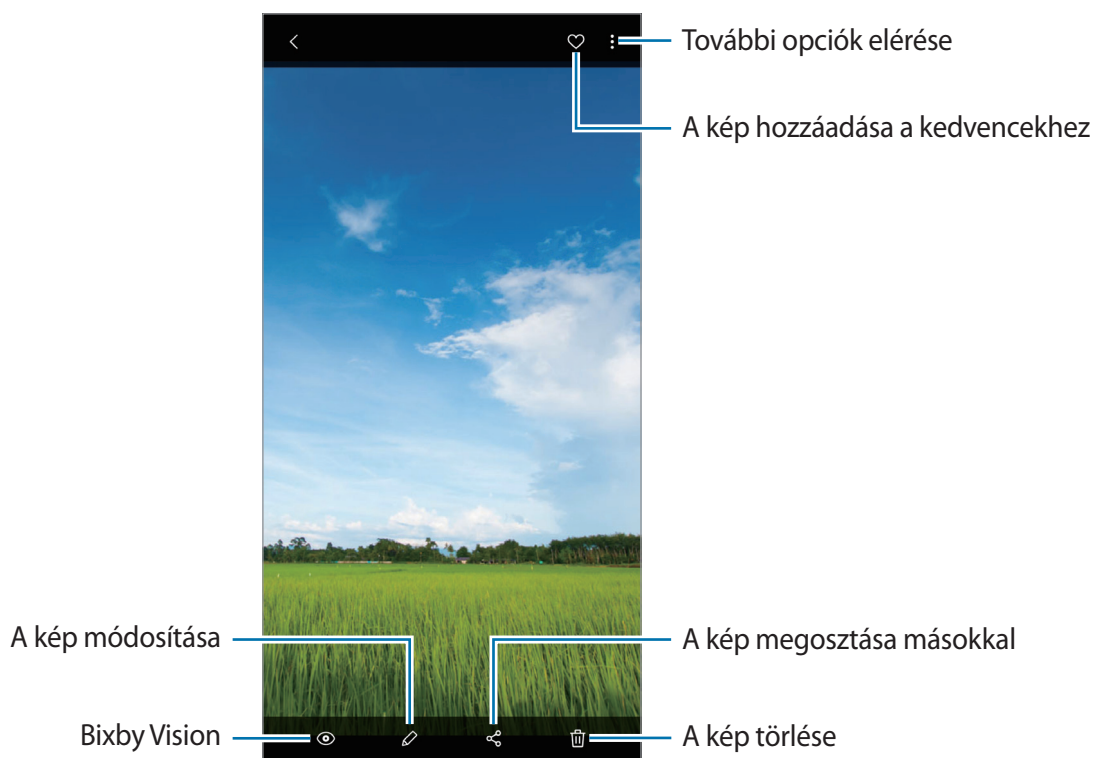 További opciók elérése
A kép hozzáadása a kedvencekhez
A kép módosítása
A kép megosztása másokkal
Bixby Vision
A kép törlése